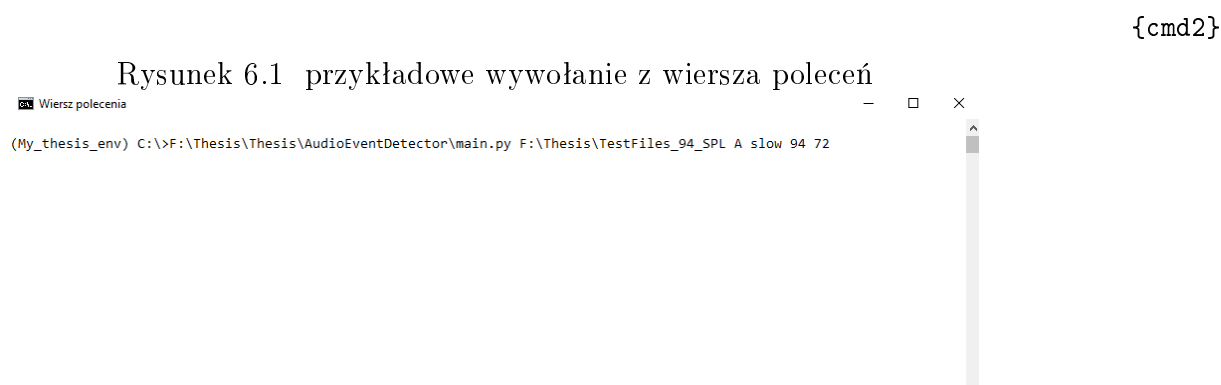 {cmd2}
Rysunek 6.1 przykładowe wywołanie z wiersza poleceń
Wiersz polecenia
(My_thesis_env) C:\>F:\Thesis\Thesis\AudioEventDetector\main.py F:\Thesis\TestFiles_94_SPL A slow 94 72